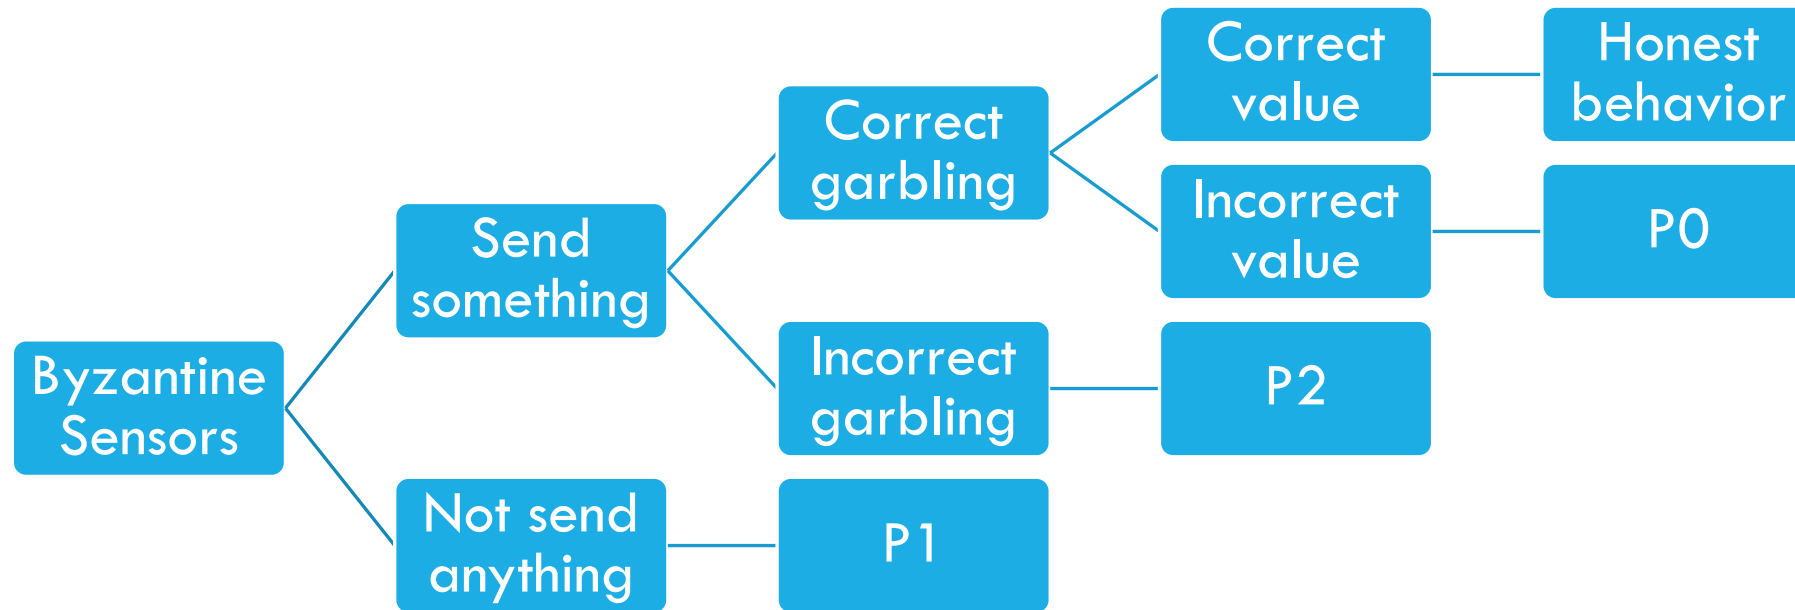 Byzantine
Sensors
Send
something
Correct
garbling
Correct
value
Honest
behavior
Incorrect
value
P0
Incorrect
garbling
P2
Not send
anything
P1